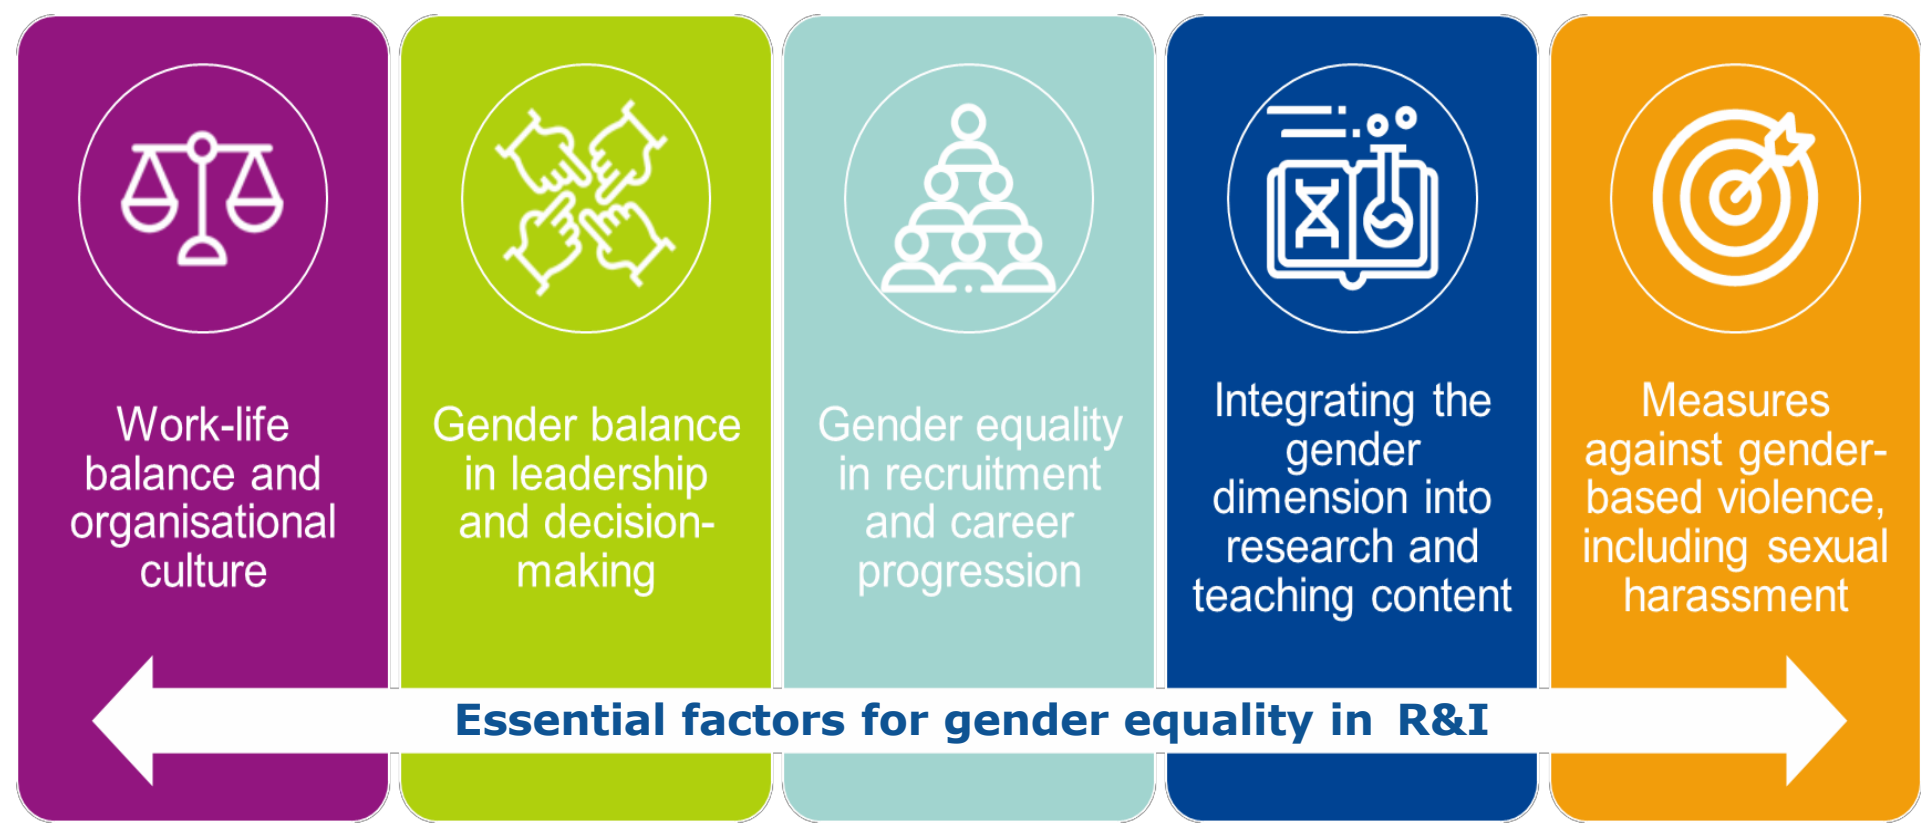 Work-life
balance and
organisational
culture
Gender balance
in leadership
and decision-
making
Gender equality
in recruitment
and career
progression
Integrating the
gender
dimension into
research and
teaching content
Measures
against gender-
based violence,
including sexual
harassment
Essential factors for gender equality in R&I